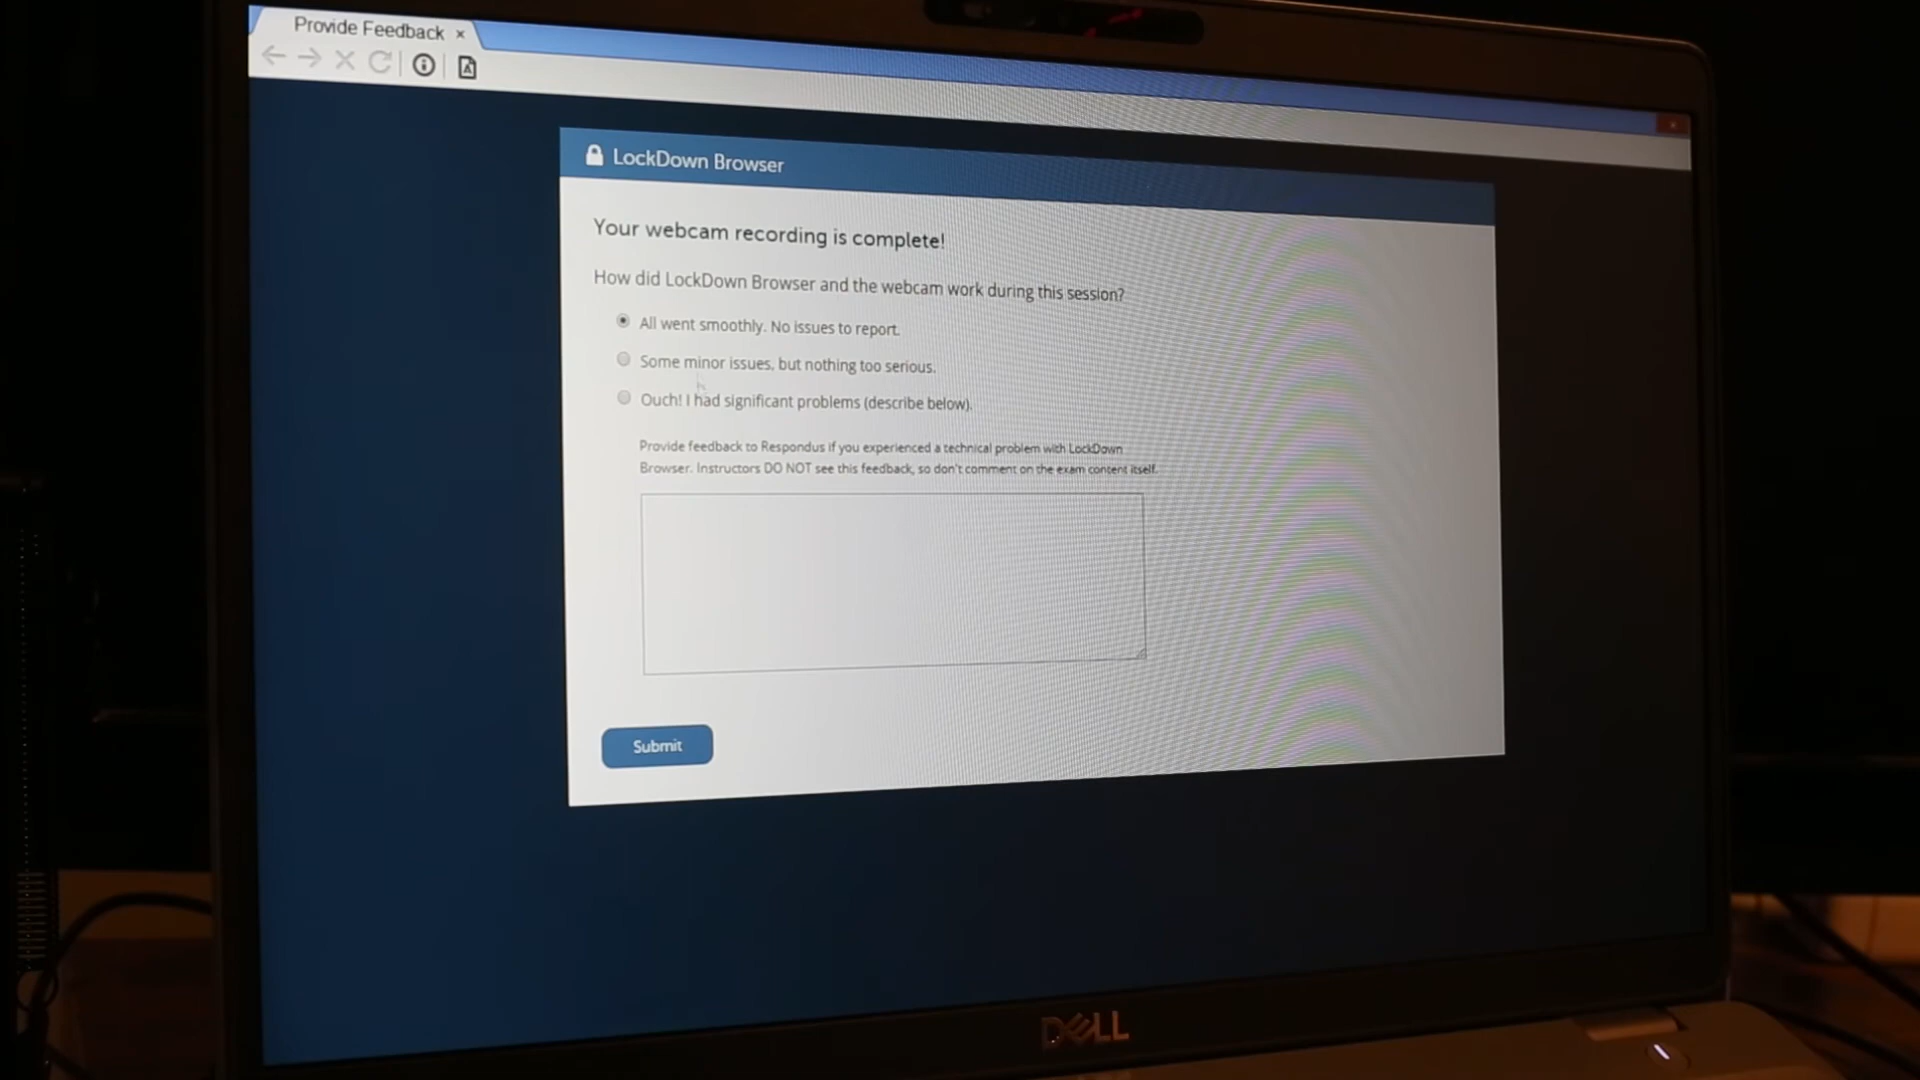 Provide Feedback ×
LockDown Browser
Your webcam recording is complete!
How did LockDown Browser and the webcam work during this session?
All went smoothly. No issues to report.
Some minor issues, but nothing too serious.
Ouch! I had significant problems (describe below).
Provide feedback to Respondus if you experienced a technical problem with LockDown
Browser. Instructors DO NOT see this feedback, so don't comment on the exam content itself.
Submit
DELL